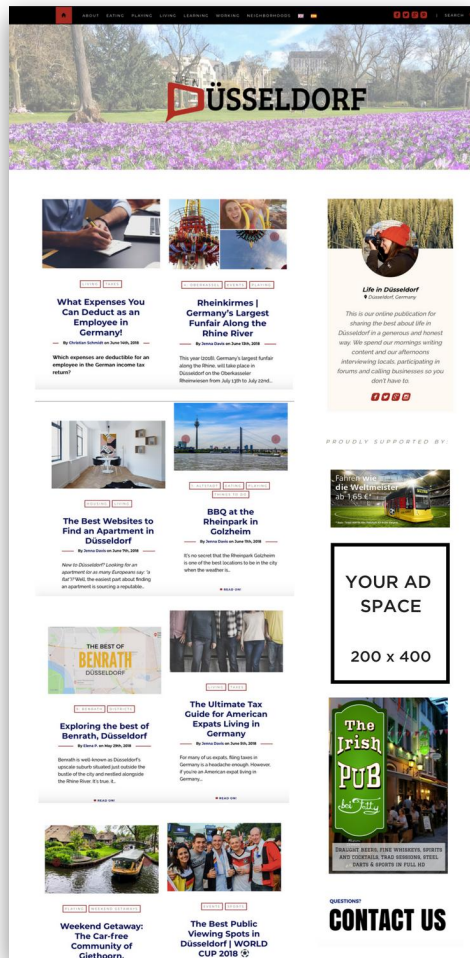 ABOUT EATING PLAYING LIVING LEARNING WORKING NEIGHBORHOODS
SEARCH
DÜSSELDORF
LIVING TAXES
What Expenses You
Can Deduct as an
Employee in
Germany!
By Christian Schmidt on June 14th, 2018
Which expenses are deductible for an
employee in the German income tax
return?
OBERKASSEL EVENTS PLAYING
Rheinkirmes |
Germany's Largest
Funfair Along the
Rhine River
By Jenna Davis on June 13th, 2018
This year (2018), Germany's largest funfair
along the Rhine, will take place in
Düsseldorf on the Oberkasseler
Rheinwiesen from July 13th to July 22nd...
HOUSING LIVING
The Best Websites to
Find an Apartment in
Düsseldorf
By Jenna Davis on June 11th, 2018
New to Düsseldorf? Looking for an
apartment (or as many Europeans say: "a
flat")? Well, the easiest part about finding
an apartment is sourcing a reputable...
ALTSTADT EATING PLAYING
THINGS TO DO
BBQ at the
Rheinpark in
Golzheim
By Jenna Davis on June 7th, 2018
It's no secret that the Rheinpark Golzheim
is one of the best locations to be in the city
when the weather is...
READ ON!
THE BEST OF
BENRATH
DÜSSELDORF
BENRATH DISTRICTS
Exploring the best of
Benrath, Düsseldorf
By Elena P. on May 29th, 2018
Benrath is well-known as Düsseldorf's
upscale suburb situated just outside the
bustle of the city and nestled alongside
the Rhine River. It's true, it...
READ ON!
LIVING TAXES
The Ultimate Tax
Guide for American
Expats Living in
Germany
By Jenna Davis on June 5th, 2018
For many of us expats, filing taxes in
Germany is a headache enough. However,
if you're an American expat living in
Germany...
READ ON!
PLAYING WEEKEND GETAWAYS
Weekend Getaway:
The Car-free
Community of
Giethoorn,
EVENTS SPORTS
The Best Public
Viewing Spots in
Düsseldorf | WORLD
CUP 2018 ⚽
Life in Düsseldorf
Düsseldorf, Germany
This is our online publication for
sharing the best about life in
Düsseldorf in a generous and honest
way. We spend our mornings writing
content and our afternoons
interviewing locals, participating in
forums and calling businesses so you
don't have to.
PROUDLY SUPPORTED BY:
Fahren wie
die Weltmeister
ab 1,65 €*
YOUR AD
SPACE
200 x 400
The
Irish
PUB
bei Fatty
DRAUGHT BEERS, FINE WHISKEYS, SPIRITS
AND COCKTAILS, TRAD SESSIONS, STEEL
DARTS & SPORTS IN FULL HD
QUESTIONS?
CONTACT US